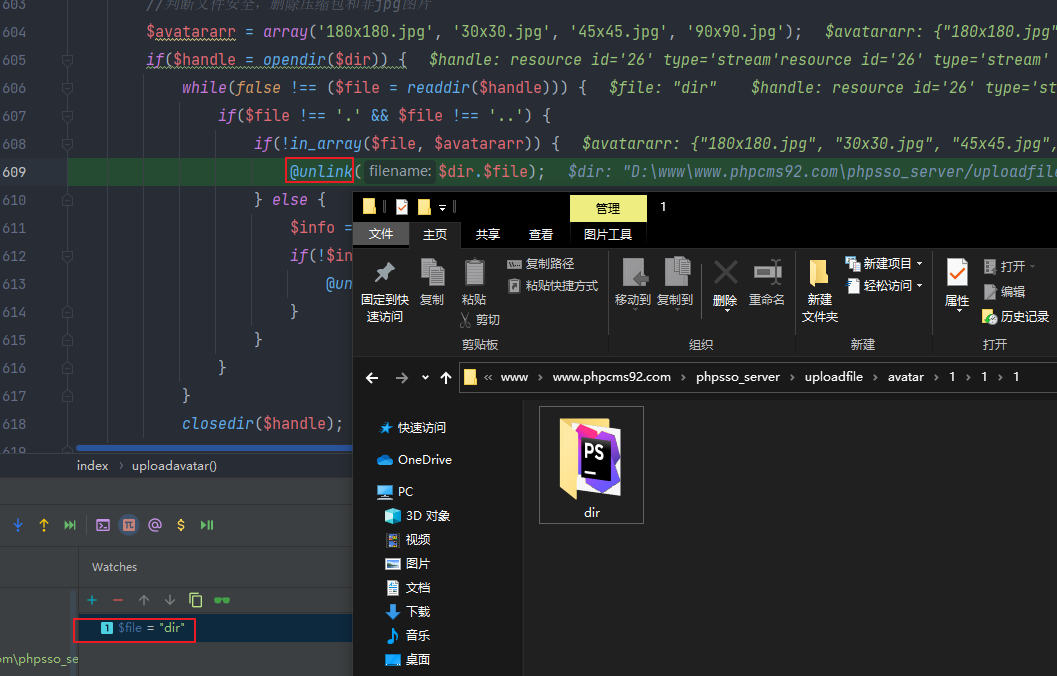 603 //判断文件安全，删除压缩包和非jpg图片
604 $avatararr = array('180x180.jpg', '30x30.jpg', '45x45.jpg', '90x90.jpg'); $avatararr: {"180x180.jpg"
605 if($handle = opendir($dir)) { $handle: resource id='26' type='stream'resource id='26' type='stream'
606 while(false !== ($file = readdir($handle))) { $file: "dir" $handle: resource id='26' type='st
607 if($file !== '.' && $file !== '..') {
608 if(!in_array($file, $avatararr)) { $avatararr: {"180x180.jpg", "30x30.jpg", "45x45.jpg",
609 @unlink( filename: $dir.$file); $dir: "D:\www\www.phpcms92.com\phpsso_server/uploadfile
610 } else {
611 $info =
612 if(!$in
613 @un
614 }
615 }
616 }
617 }
618 closedir($handle);
619
index › uploadavatar()
Watches
1 $file = "dir"
om\phpsso_se
管理
1
文件 主页 共享 查看 图片工具
固定到快速访问
复制
粘贴
复制路径
粘贴快捷方式
剪切
剪贴板
移动到
复制到
删除
重命名
组织
新建文件夹
新建项目
轻松访问
新建
属性
打开
编辑
历史记录
打开
« www › www.phpcms92.com › phpsso_server › uploadfile › avatar › 1 › 1 › 1
快速访问
OneDrive
PC
3D 对象
视频
图片
文档
下载
音乐
桌面
PS
dir